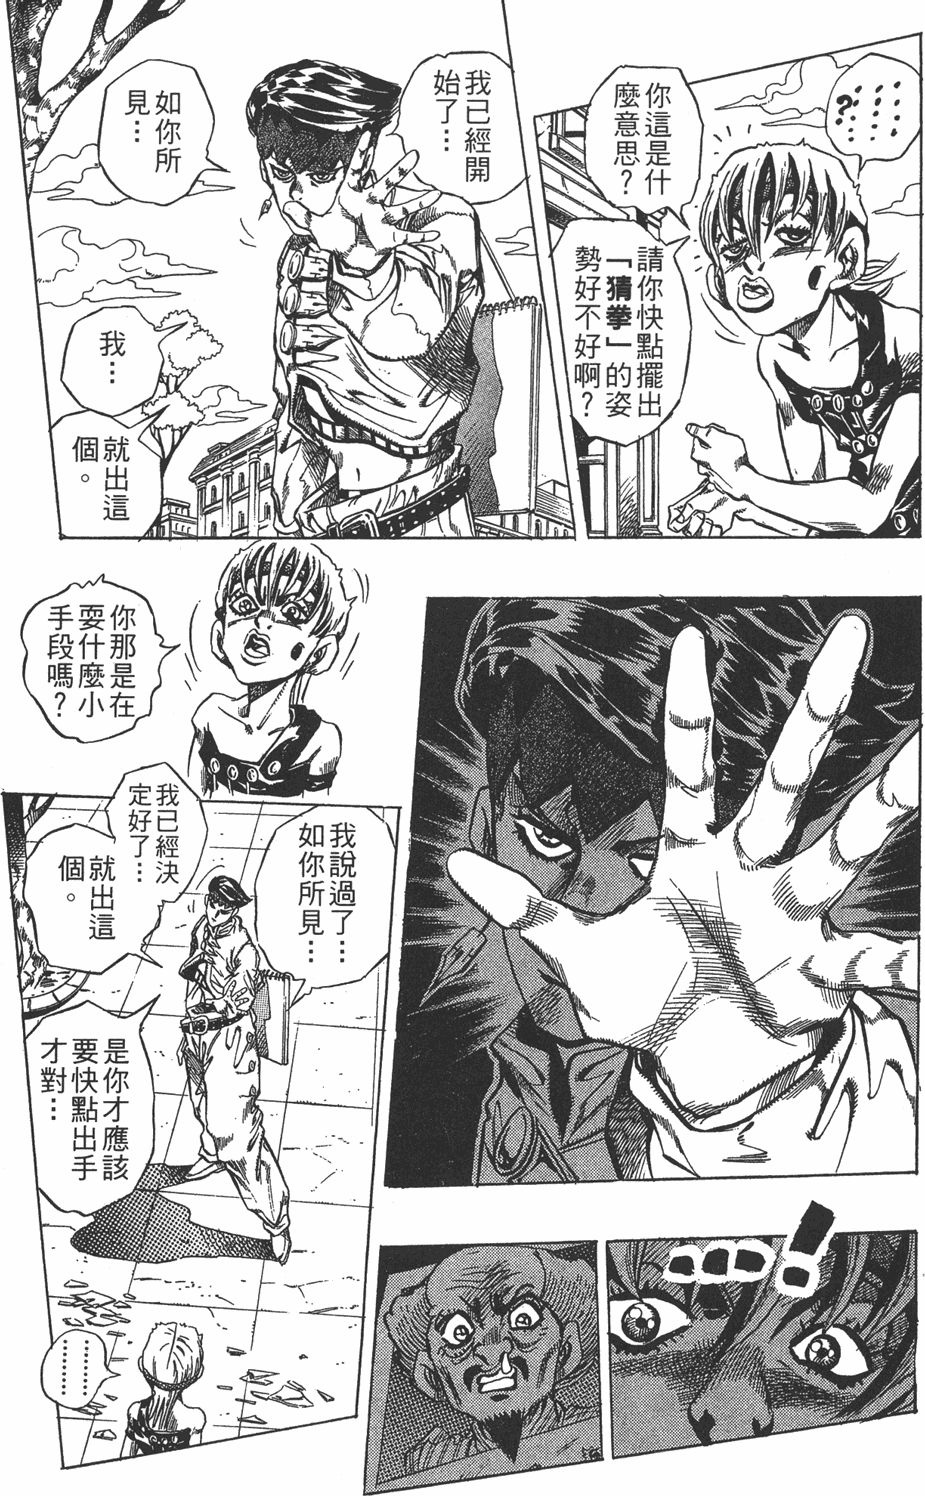 ⋯⋯⋯⋯?
你這是什
麼意思?
請你快點擺出
「猜拳」的姿
勢好不好啊?
我已經開
始了⋯
如你所
見⋯
我⋯
就出這
個。
你那是在
耍什麼小
手段嗎?
我說過了⋯
如你所見⋯
我已經決
定好了⋯
就出這
個。
是你才應該
要快點出手
才對⋯
⋯⋯⋯
⋯⋯!